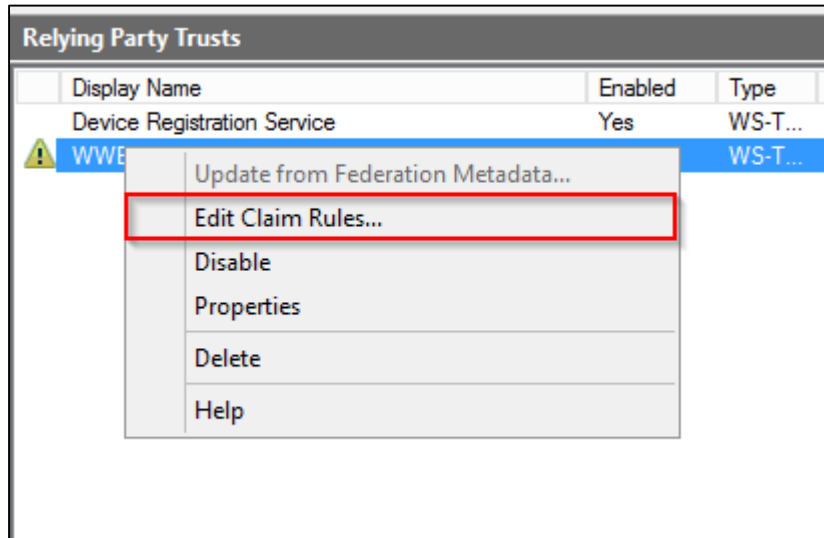 Relying Party Trusts
Display Name Enabled Type
Device Registration Service Yes WS-T...
WS-T...
Update from Federation Metadata...
Edit Claim Rules...
Disable
Properties
Delete
Help